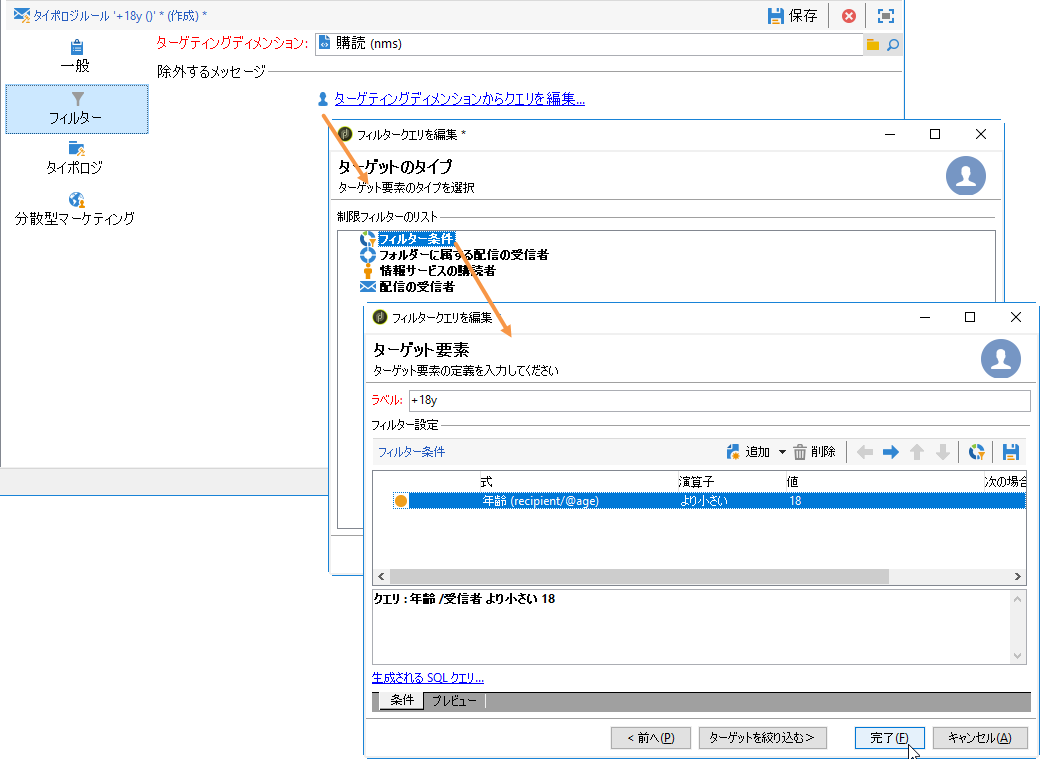 タイポロジルール '+18y ()' * (作成) *
保存
一般
フィルター
タイポロジ
分散型マーケティング
ターゲティングディメンション:
購読 (nms)
除外するメッセージ
ターゲティングディメンションからクエリを編集...
フィルタークエリを編集 *
ターゲットのタイプ
ターゲット要素のタイプを選択
制限フィルターのリスト
フィルター条件
フォルダーに属する配信の受信者
情報サービスの購読者
配信の受信者
フィルタークエリを編集
ターゲット要素
ターゲット要素の定義を入力してください
ラベル: +18y
フィルター設定
フィルター条件 追加 削除
式 演算子 値 次の場合
年齢 (recipient/@age) より小さい 18
クエリ : 年齢 /受信者 より小さい 18
生成される SQL クエリ...
条件 プレビュー
< 前へ(P) ターゲットを絞り込む> 完了(F) キャンセル(A)